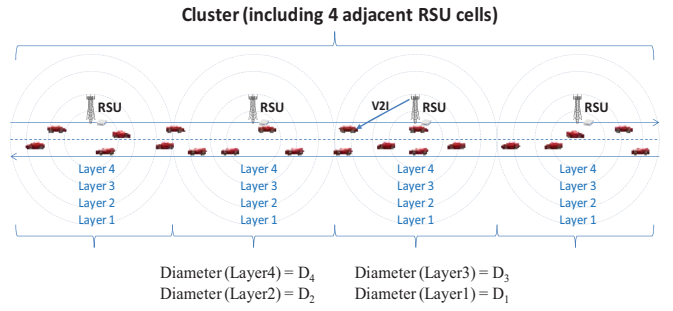 Cluster (including 4 adjacent RSU cells)
RSU RSU V2I RSU RSU
Layer 4 Layer 4 Layer 4 Layer 4
Layer 3 Layer 3 Layer 3 Layer 3
Layer 2 Layer 2 Layer 2 Layer 2
Layer 1 Layer 1 Layer 1 Layer 1
Diameter (Layer4) = D₄ Diameter (Layer3) = D₃
Diameter (Layer2) = D₂ Diameter (Layer1) = D₁